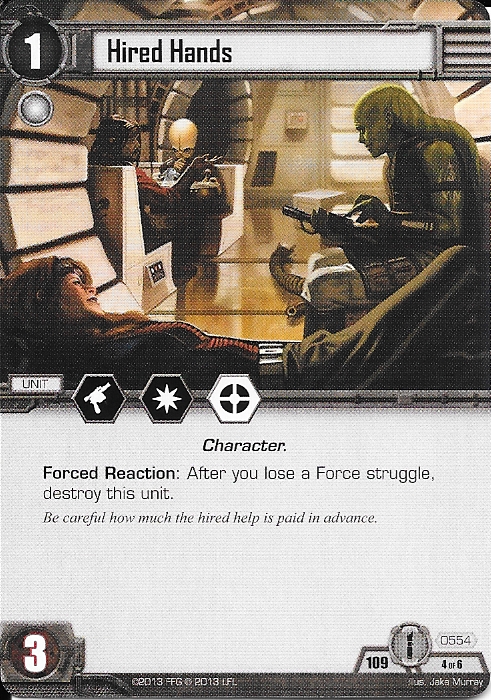 1
Hired Hands
UNIT
Character.
Forced Reaction: After you lose a Force struggle,
destroy this unit.
Be careful how much the hired help is paid in advance.
3
0554
109
4 OF 6
©2013 FFG © 2013 LFL
Illus. Jake Murray